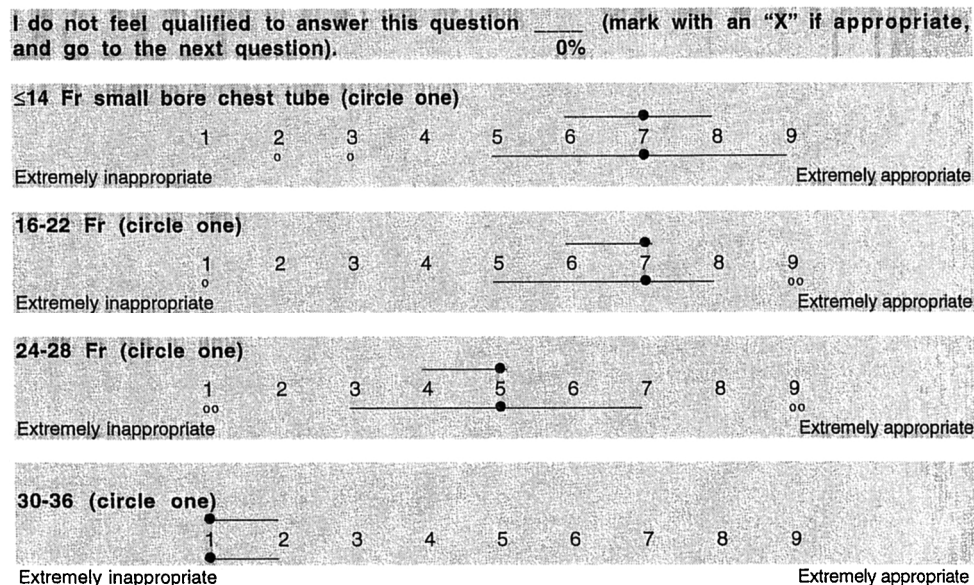 I do not feel qualified to answer this question ____ (mark with an “X” if appropriate,
and go to the next question). 0%
≤14 Fr small bore chest tube (circle one)
1 2 3 4 5 6 7 8 9
o o
Extremely inappropriate Extremely appropriate
16-22 Fr (circle one)
1 2 3 4 5 6 7 8 9
o oo
Extremely inappropriate Extremely appropriate
24-28 Fr (circle one)
1 2 3 4 5 6 7 8 9
oo oo
Extremely inappropriate Extremely appropriate
30-36 (circle one)
1 2 3 4 5 6 7 8 9
Extremely inappropriate Extremely appropriate